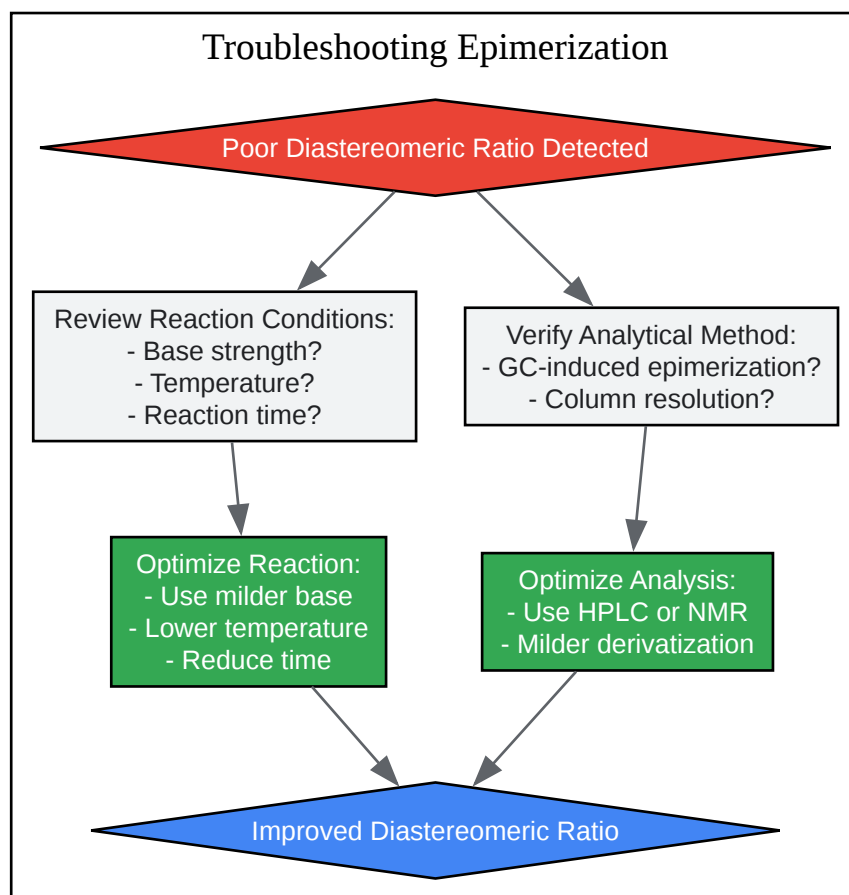 Troubleshooting Epimerization
Poor Diastereomeric Ratio Detected
Review Reaction Conditions:
- Base strength?
- Temperature?
- Reaction time?
Verify Analytical Method:
- GC-induced epimerization?
- Column resolution?
Optimize Reaction:
- Use milder base
- Lower temperature
- Reduce time
Optimize Analysis:
- Use HPLC or NMR
- Milder derivatization
Improved Diastereomeric Ratio